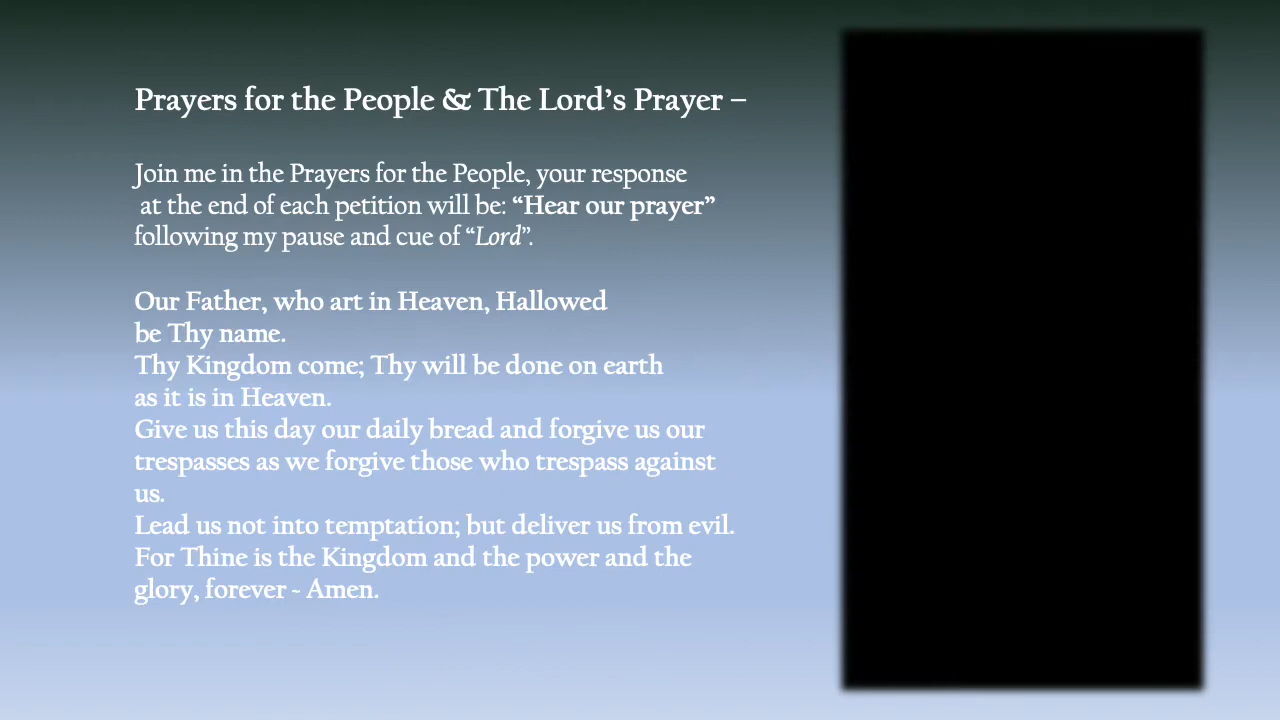 Prayers for the People & The Lord’s Prayer –
Join me in the Prayers for the People, your response
at the end of each petition will be: “Hear our prayer”
following my pause and cue of “Lord”.
Our Father, who art in Heaven, Hallowed
be Thy name.
Thy Kingdom come; Thy will be done on earth
as it is in Heaven.
Give us this day our daily bread and forgive us our
trespasses as we forgive those who trespass against
us.
Lead us not into temptation; but deliver us from evil.
For Thine is the Kingdom and the power and the
glory, forever ~ Amen.